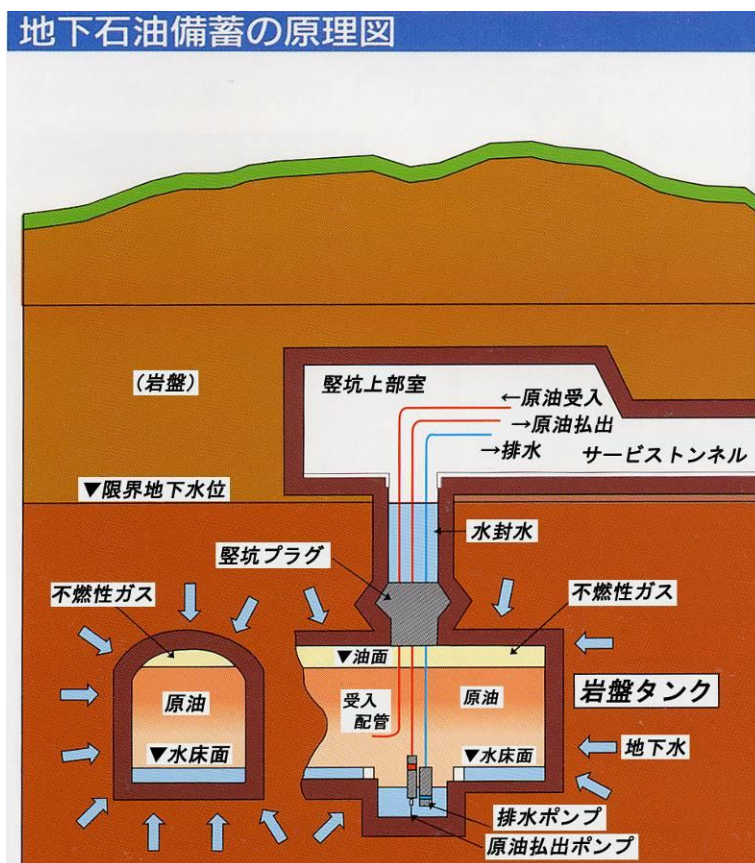 地下石油備蓄の原理図
(岩盤)
竪坑上部室
←原油受入
→原油払出
→排水
サービストンネル
▼限界地下水位
水封水
竪坑プラグ
不燃性ガス
不燃性ガス
▼油面
原油
受入
配管
原油
岩盤タンク
▼水床面
▼水床面
地下水
排水ポンプ
原油払出ポンプ